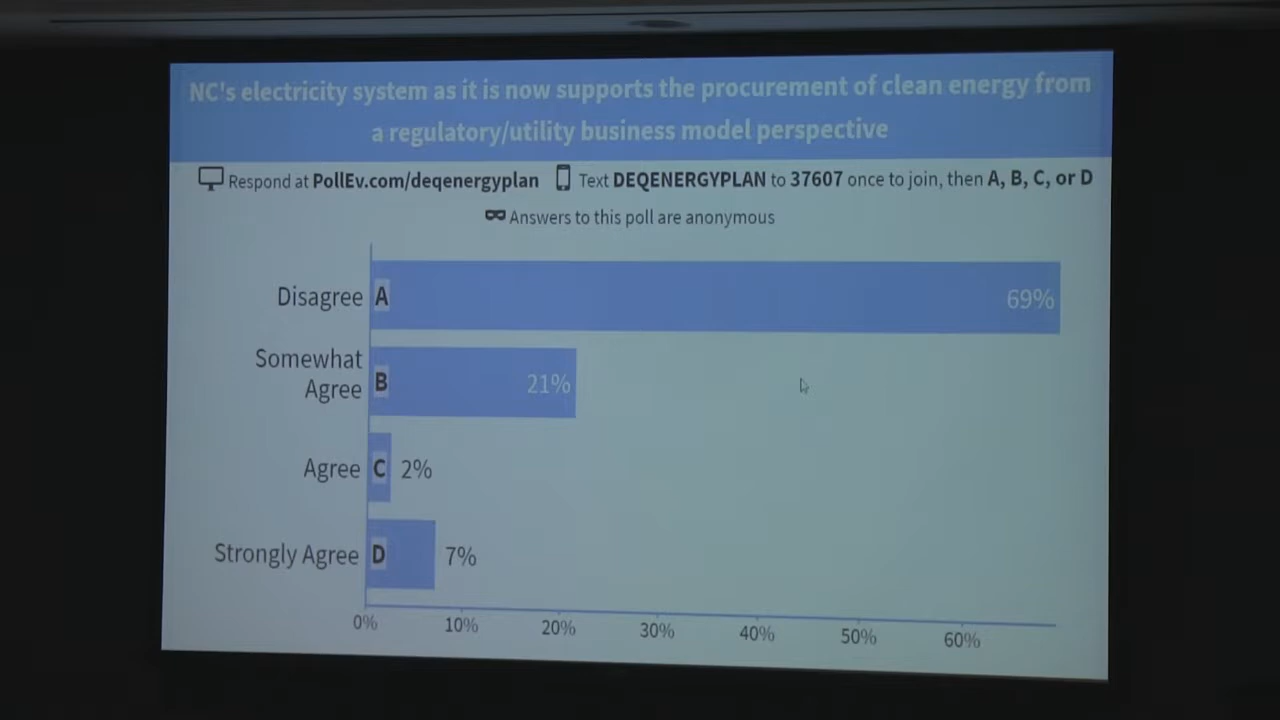 NC's electricity system as it is now supports the procurement of clean energy from
a regulatory/utility business model perspective
Respond at PollEv.com/deqenergyplan Text DEQENERGYPLAN to 37607 once to join, then A, B, C, or D
Answers to this poll are anonymous
Disagree A 69%
Somewhat
Agree B 21%
Agree C 2%
Strongly Agree D 7%
0% 10% 20% 30% 40% 50% 60%